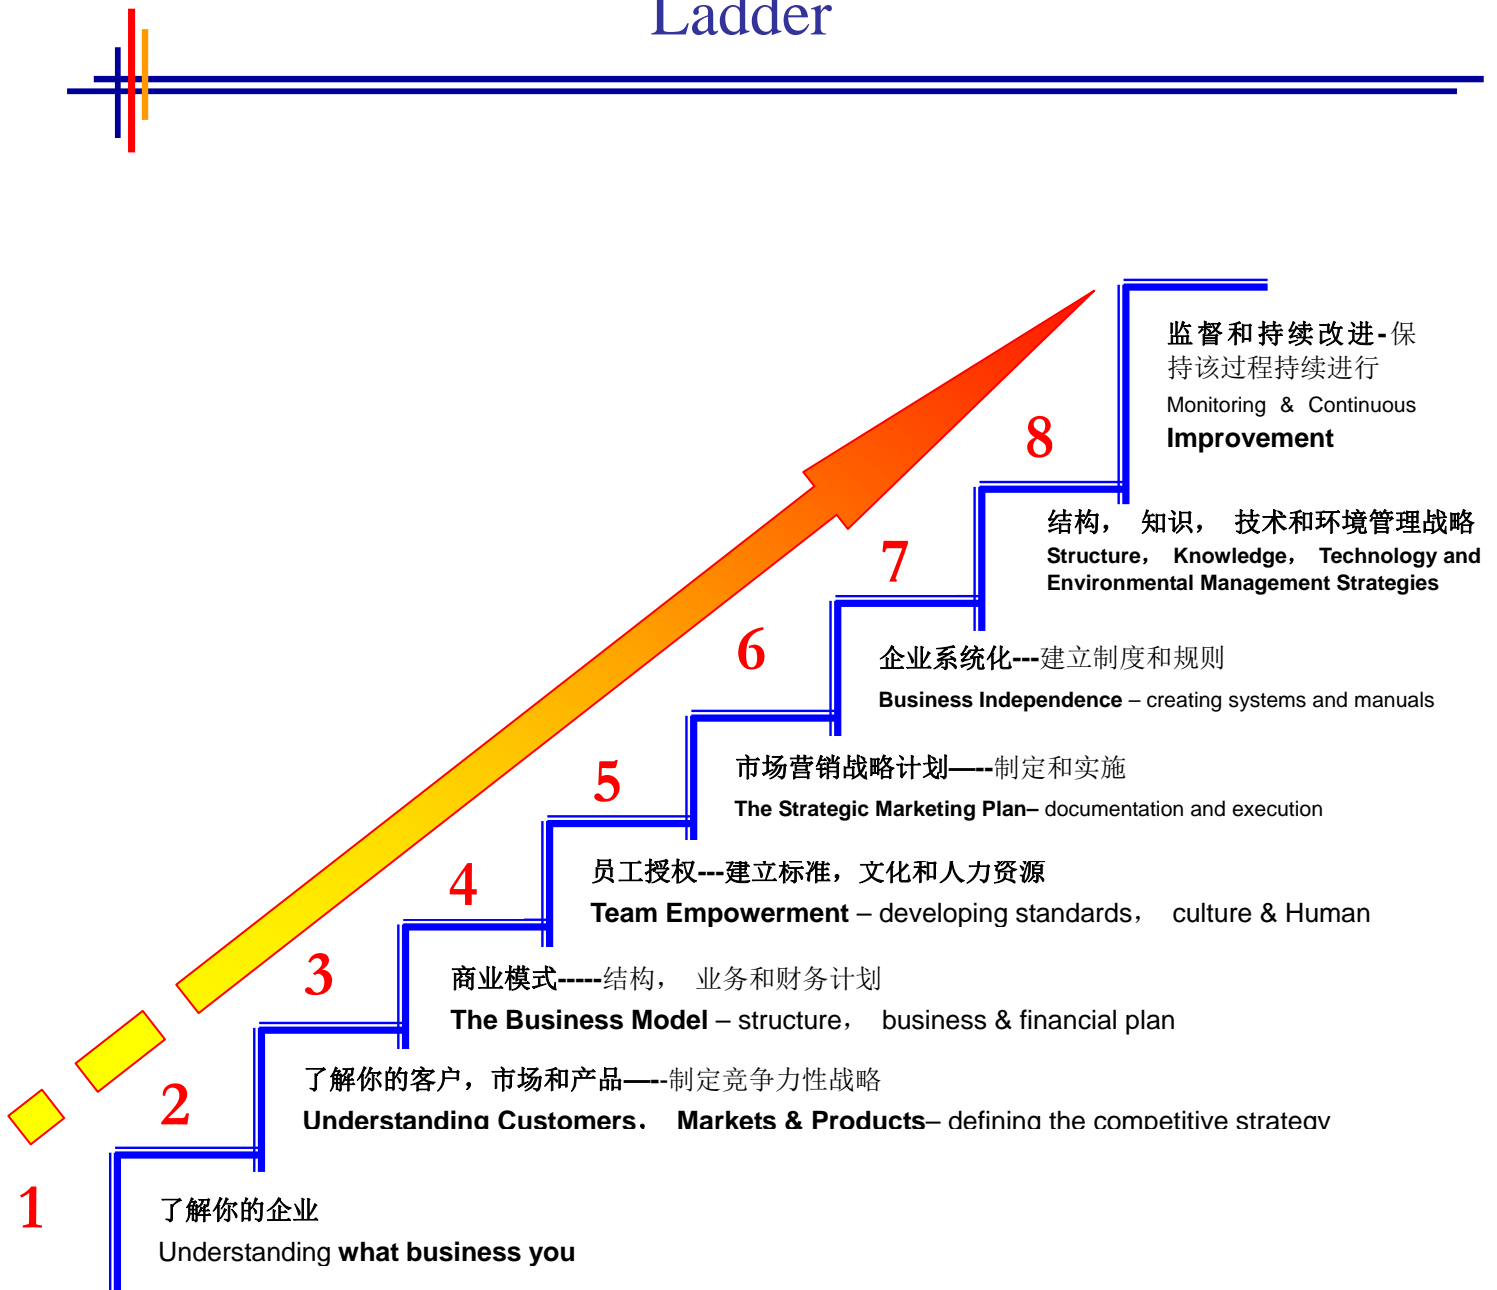 Ladder
监督和持续改进-保
持该过程持续进行
Monitoring & Continuous
Improvement
8
结构， 知识， 技术和环境管理战略
Structure， Knowledge， Technology and
Environmental Management Strategies
7
企业系统化---建立制度和规则
Business Independence – creating systems and manuals
6
市场营销战略计划—--制定和实施
The Strategic Marketing Plan– documentation and execution
5
员工授权---建立标准，文化和人力资源
Team Empowerment – developing standards， culture & Human
4
商业模式-----结构， 业务和财务计划
The Business Model – structure， business & financial plan
3
了解你的客户，市场和产品—--制定竞争力性战略
Understanding Customers， Markets & Products– defining the competitive strategy
2
了解你的企业
Understanding what business you
1